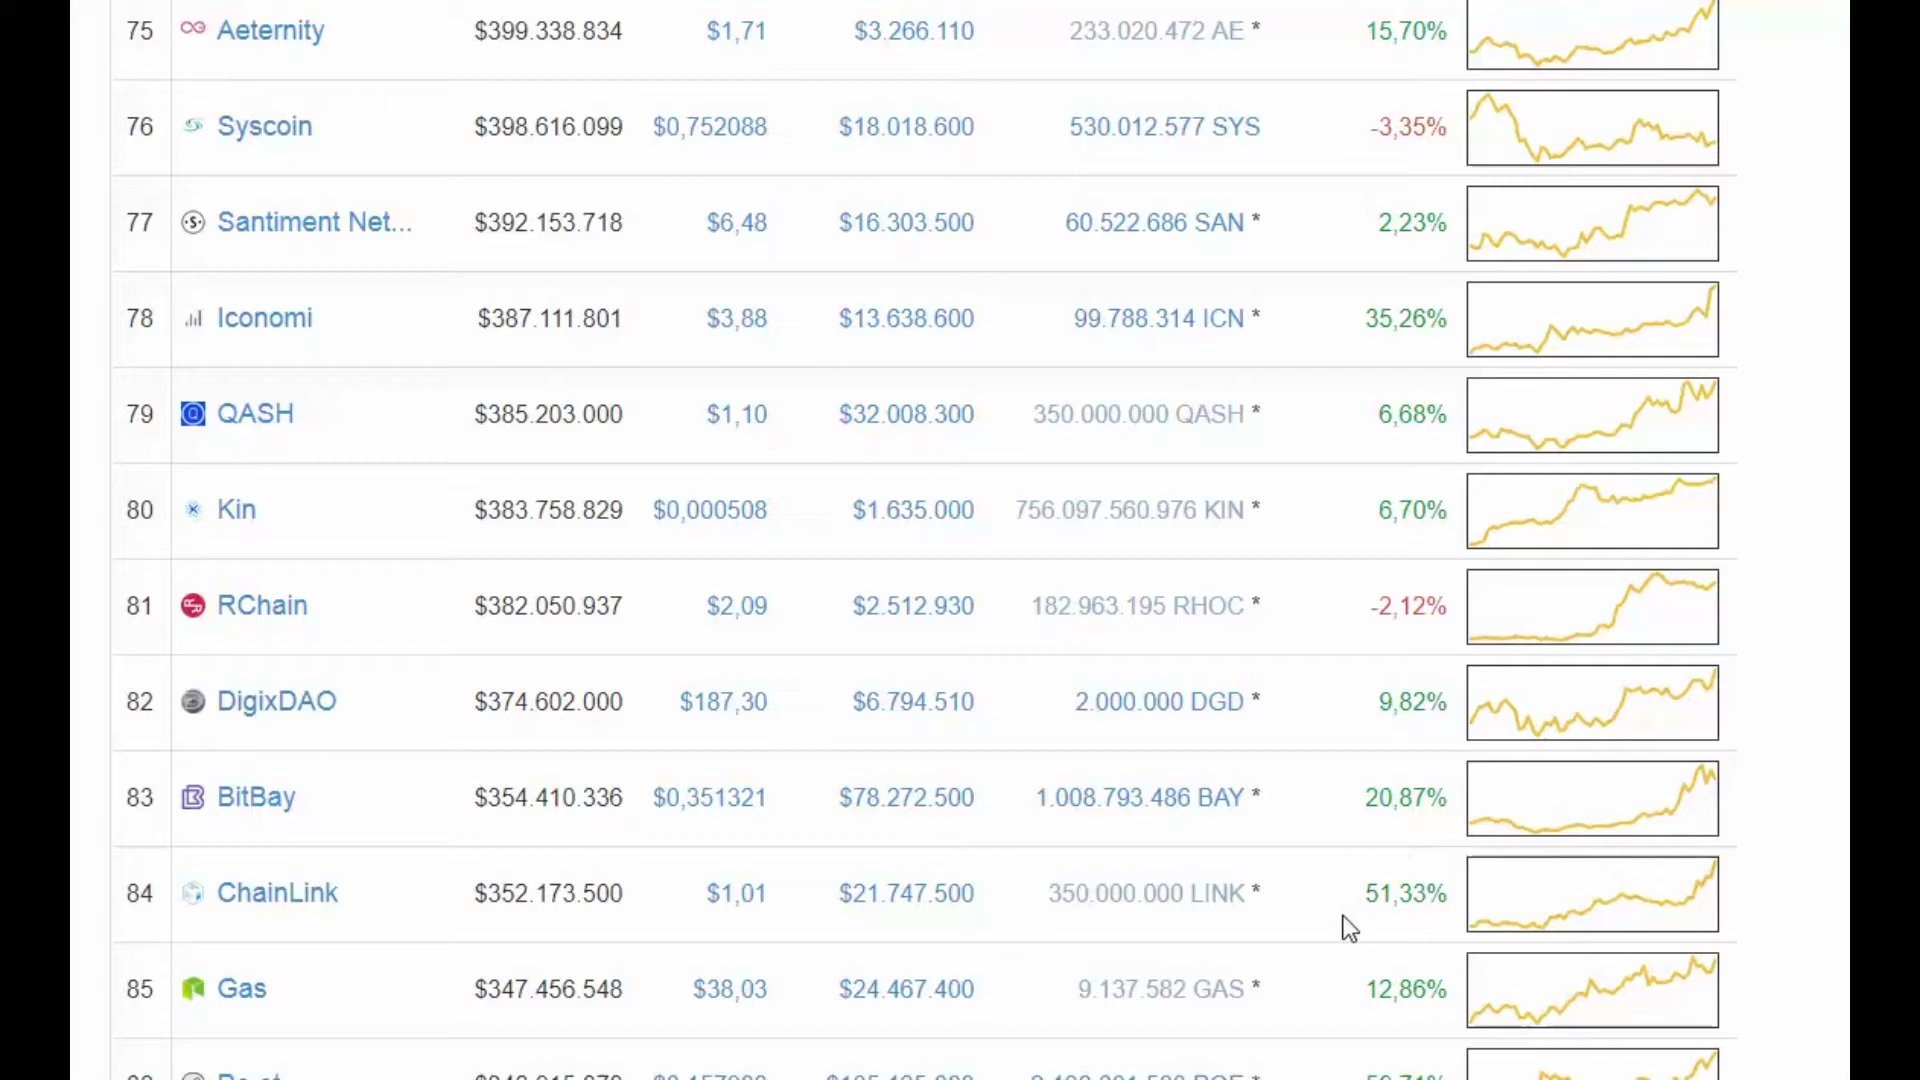 75 Aeternity $399.338.834 $1,71 $3.266.110 233.020.472 AE * 15,70%
76 Syscoin $398.616.099 $0,752088 $18.018.600 530.012.577 SYS -3,35%
77 Santiment Net... $392.153.718 $6,48 $16.303.500 60.522.686 SAN * 2,23%
78 Iconomi $387.111.801 $3,88 $13.638.600 99.788.314 ICN * 35,26%
79 QASH $385.203.000 $1,10 $32.008.300 350.000.000 QASH * 6,68%
80 Kin $383.758.829 $0,000508 $1.635.000 756.097.560.976 KIN * 6,70%
81 RChain $382.050.937 $2,09 $2.512.930 182.963.195 RHOC * -2,12%
82 DigixDAO $374.602.000 $187,30 $6.794.510 2.000.000 DGD * 9,82%
83 BitBay $354.410.336 $0,351321 $78.272.500 1.008.793.486 BAY * 20,87%
84 ChainLink $352.173.500 $1,01 $21.747.500 350.000.000 LINK * 51,33%
85 Gas $347.456.548 $38,03 $24.467.400 9.137.582 GAS * 12,86%